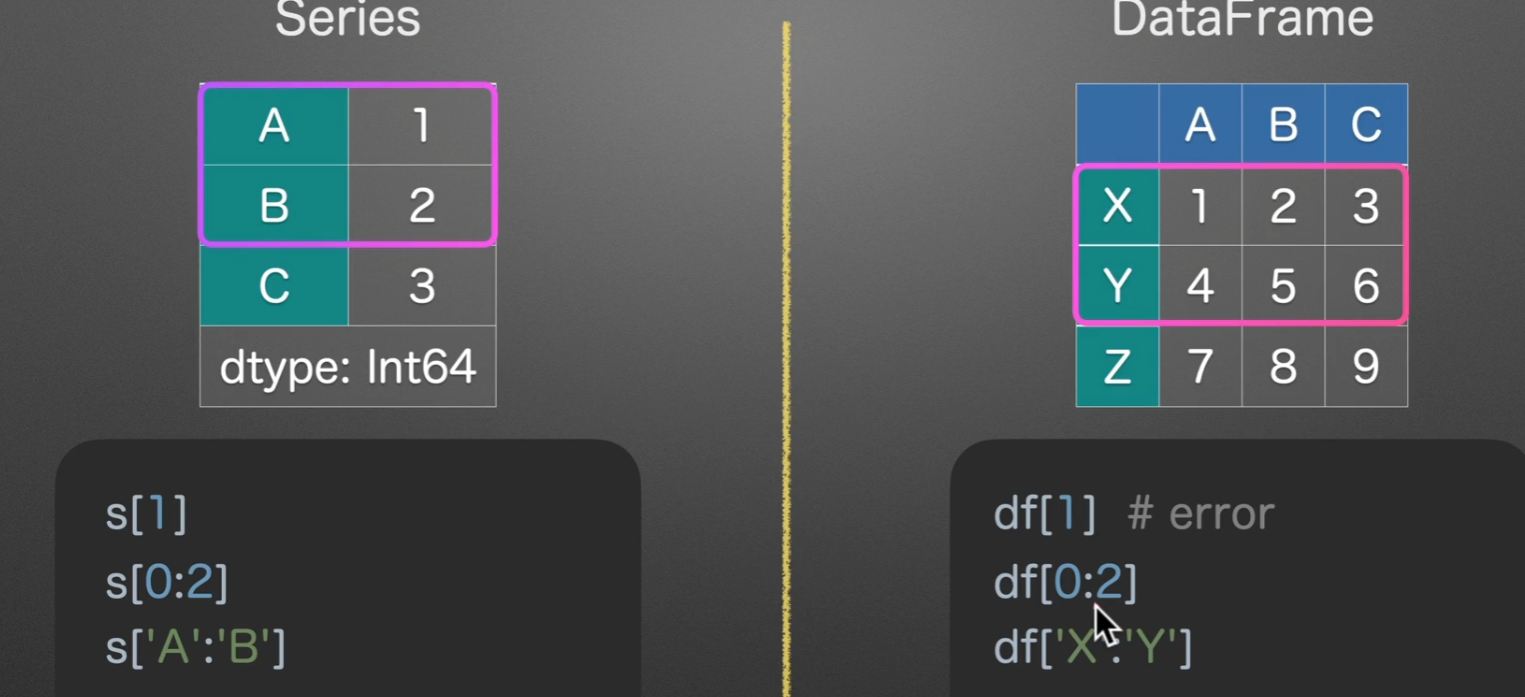 Series
A 1
B 2
C 3
dtype: Int64
s[1]
s[0:2]
s['A':'B']
DataFrame
A B C
X 1 2 3
Y 4 5 6
Z 7 8 9
df[1] # error
df[0:2]
df['X':'Y']